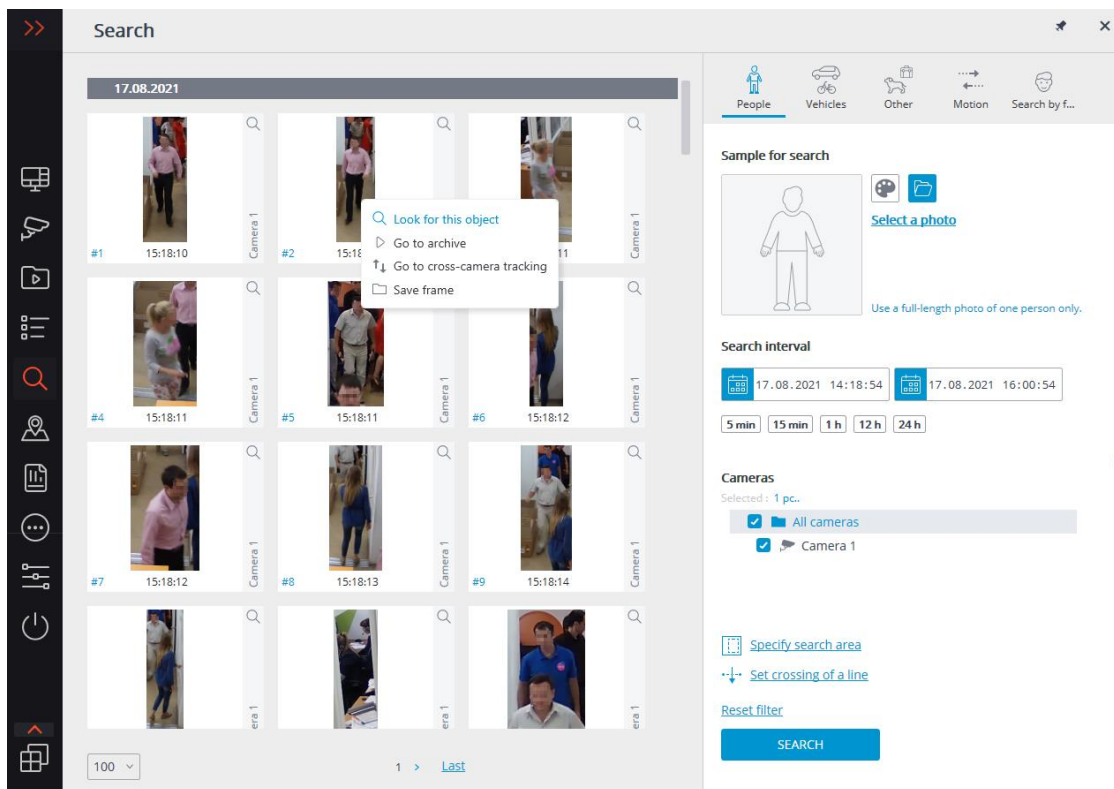 Search
17.08.2021
#1 15:18:10 Camera 1
#2 15:18
11 Camera 1
Look for this object
Go to archive
Go to cross-camera tracking
Save frame
#4 15:18:11 Camera 1
#5 15:18:11 Camera 1
#6 15:18:12 Camera 1
#7 15:18:12 Camera 1
#8 15:18:13 Camera 1
#9 15:18:14 Camera 1
era 1
era 1
era 1
100
1 > Last
People Vehicles Other Motion Search by f...
Sample for search
Select a photo
Use a full-length photo of one person only.
Search interval
17.08.2021 14:18:54 17.08.2021 16:00:54
5 min 15 min 1 h 12 h 24 h
Cameras
Selected : 1 pc..
All cameras
Camera 1
Specify search area
Set crossing of a line
Reset filter
SEARCH